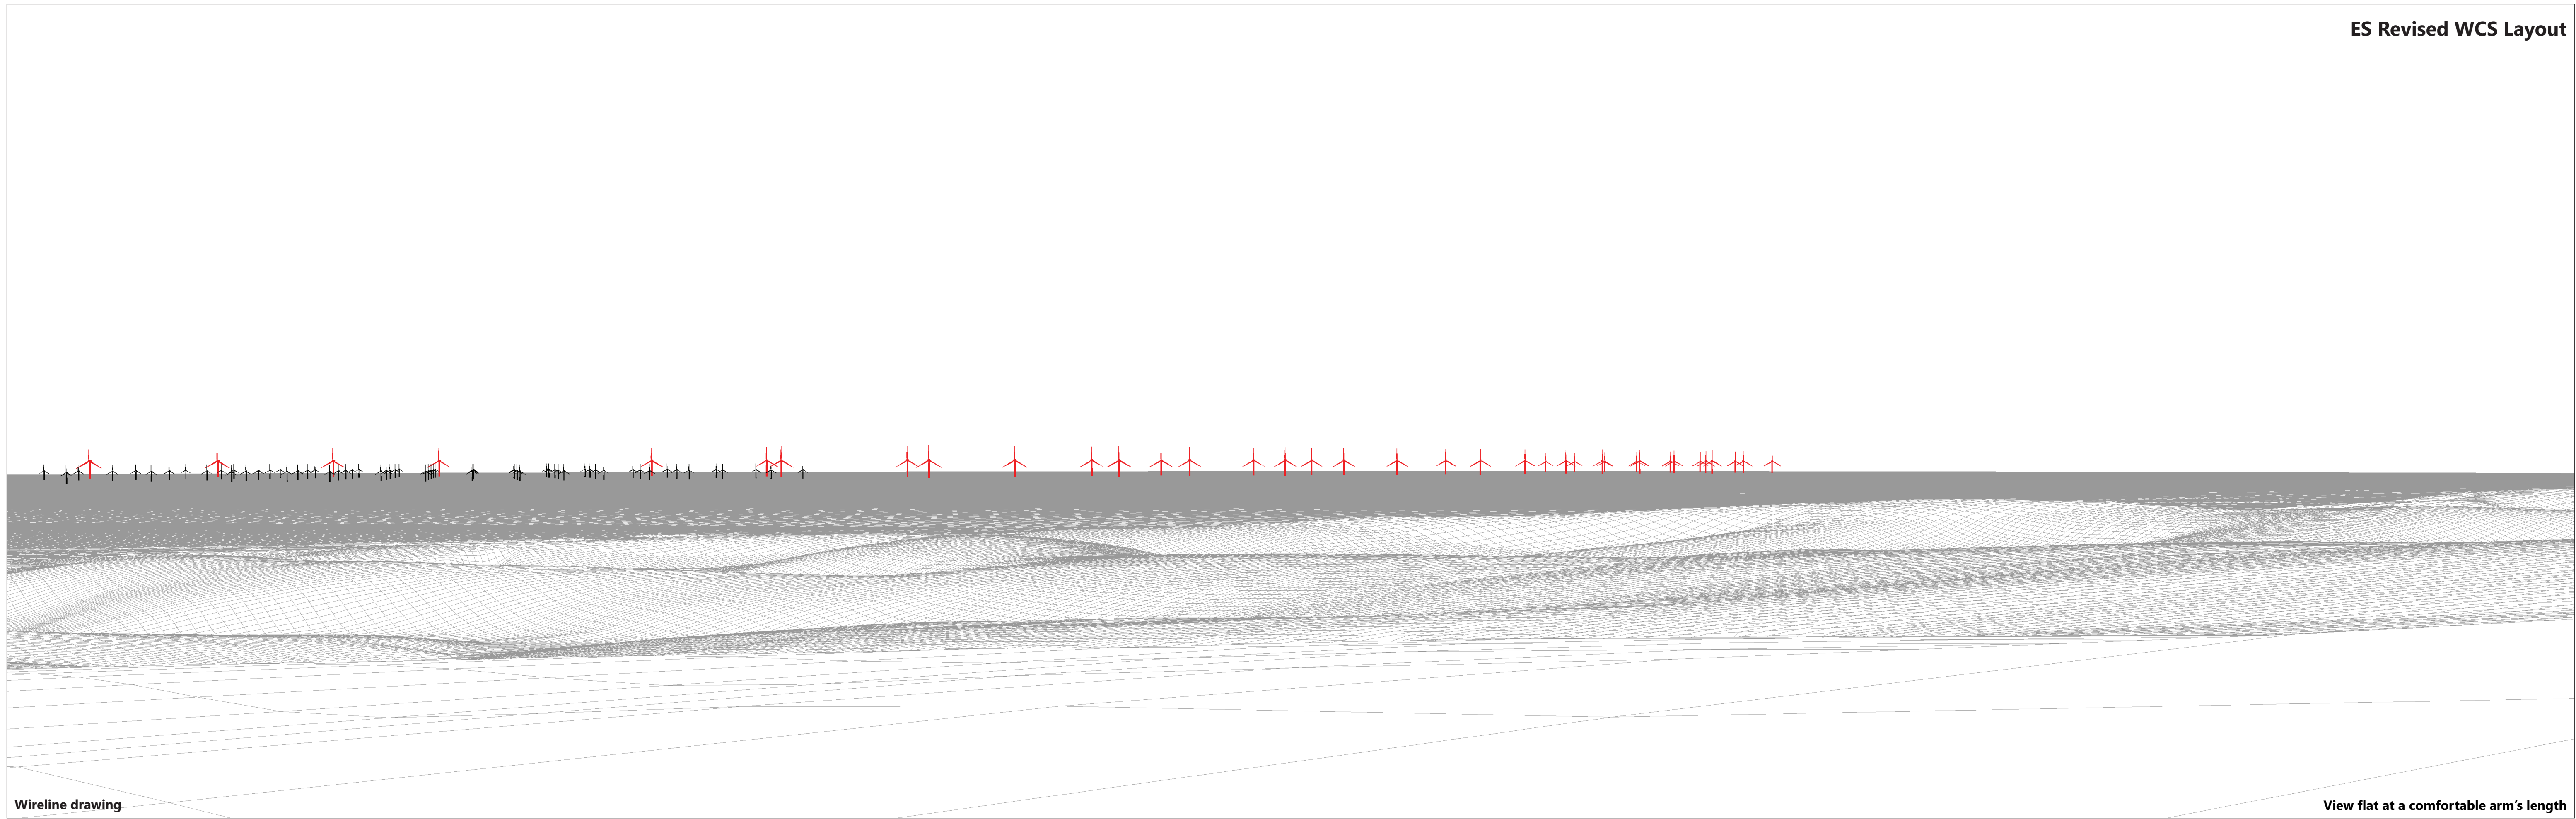 ES Revised WCS Layout
Wireline drawing
View flat at a comfortable arm’s length